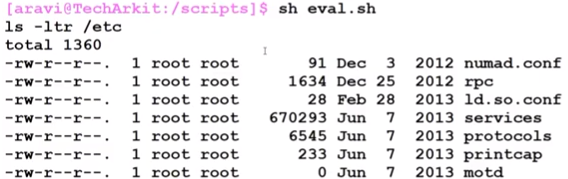 [aravi@TechArkit:/scripts]$ sh eval.sh
ls -ltr /etc
total 1360
-rw-r--r--. 1 root root 91 Dec 3 2012 numad.conf
-rw-r--r--. 1 root root 1634 Dec 25 2012 rpc
-rw-r--r--. 1 root root 28 Feb 28 2013 ld.so.conf
-rw-r--r--. 1 root root 670293 Jun 7 2013 services
-rw-r--r--. 1 root root 6545 Jun 7 2013 protocols
-rw-r--r--. 1 root root 233 Jun 7 2013 printcap
-rw-r--r--. 1 root root 0 Jun 7 2013 motd